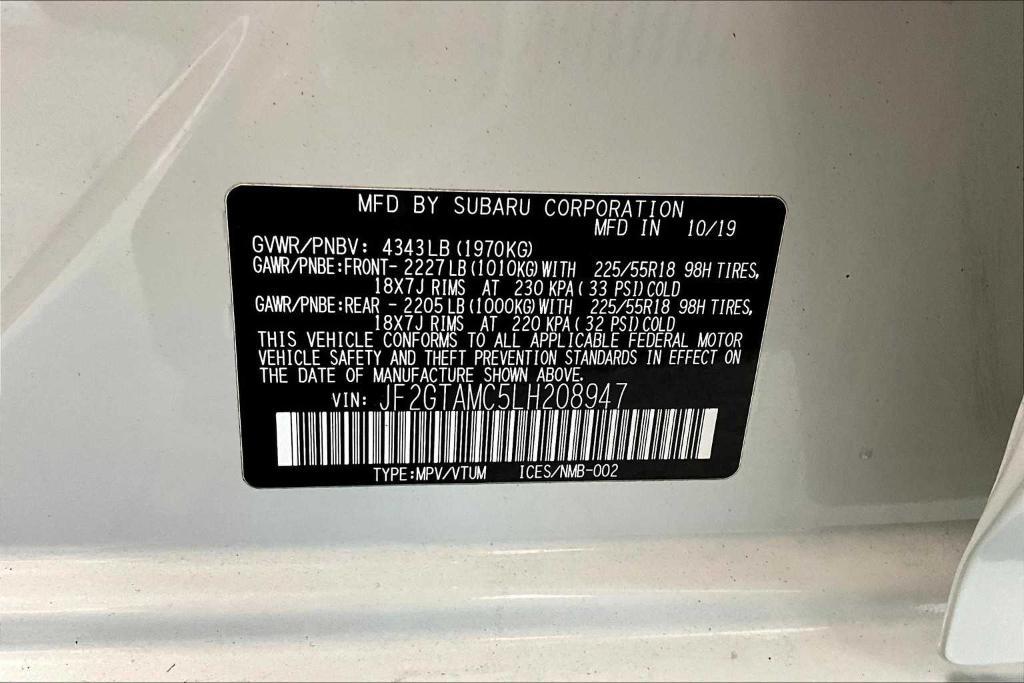 MFD BY SUBARU CORPORATION
MFD IN 10/19
GVWR/PNBV: 4343LB (1970KG)
GAWR/PNBE:FRONT- 2227LB (1010KG) WITH 225/55R18 98H TIRES,
18X7J RIMS AT 230 KPA( 33 PSI) COLD
GAWR/PNBE:REAR - 2205LB (1000KG) WITH 225/55R18 98H TIRES,
18X7J RIMS AT 220 KPA( 32 PSI) COLD
THIS VEHICLE CONFORMS TO ALL APPLICABLE FEDERAL MOTOR
VEHICLE SAFETY AND THEFT PREVENTION STANDARDS IN EFFECT ON
THE DATE OF MANUFACTURE SHOWN ABOVE.
VIN: JF2GTAMC5LH208947
TYPE:MPV/VTUM ICES/NMB-002